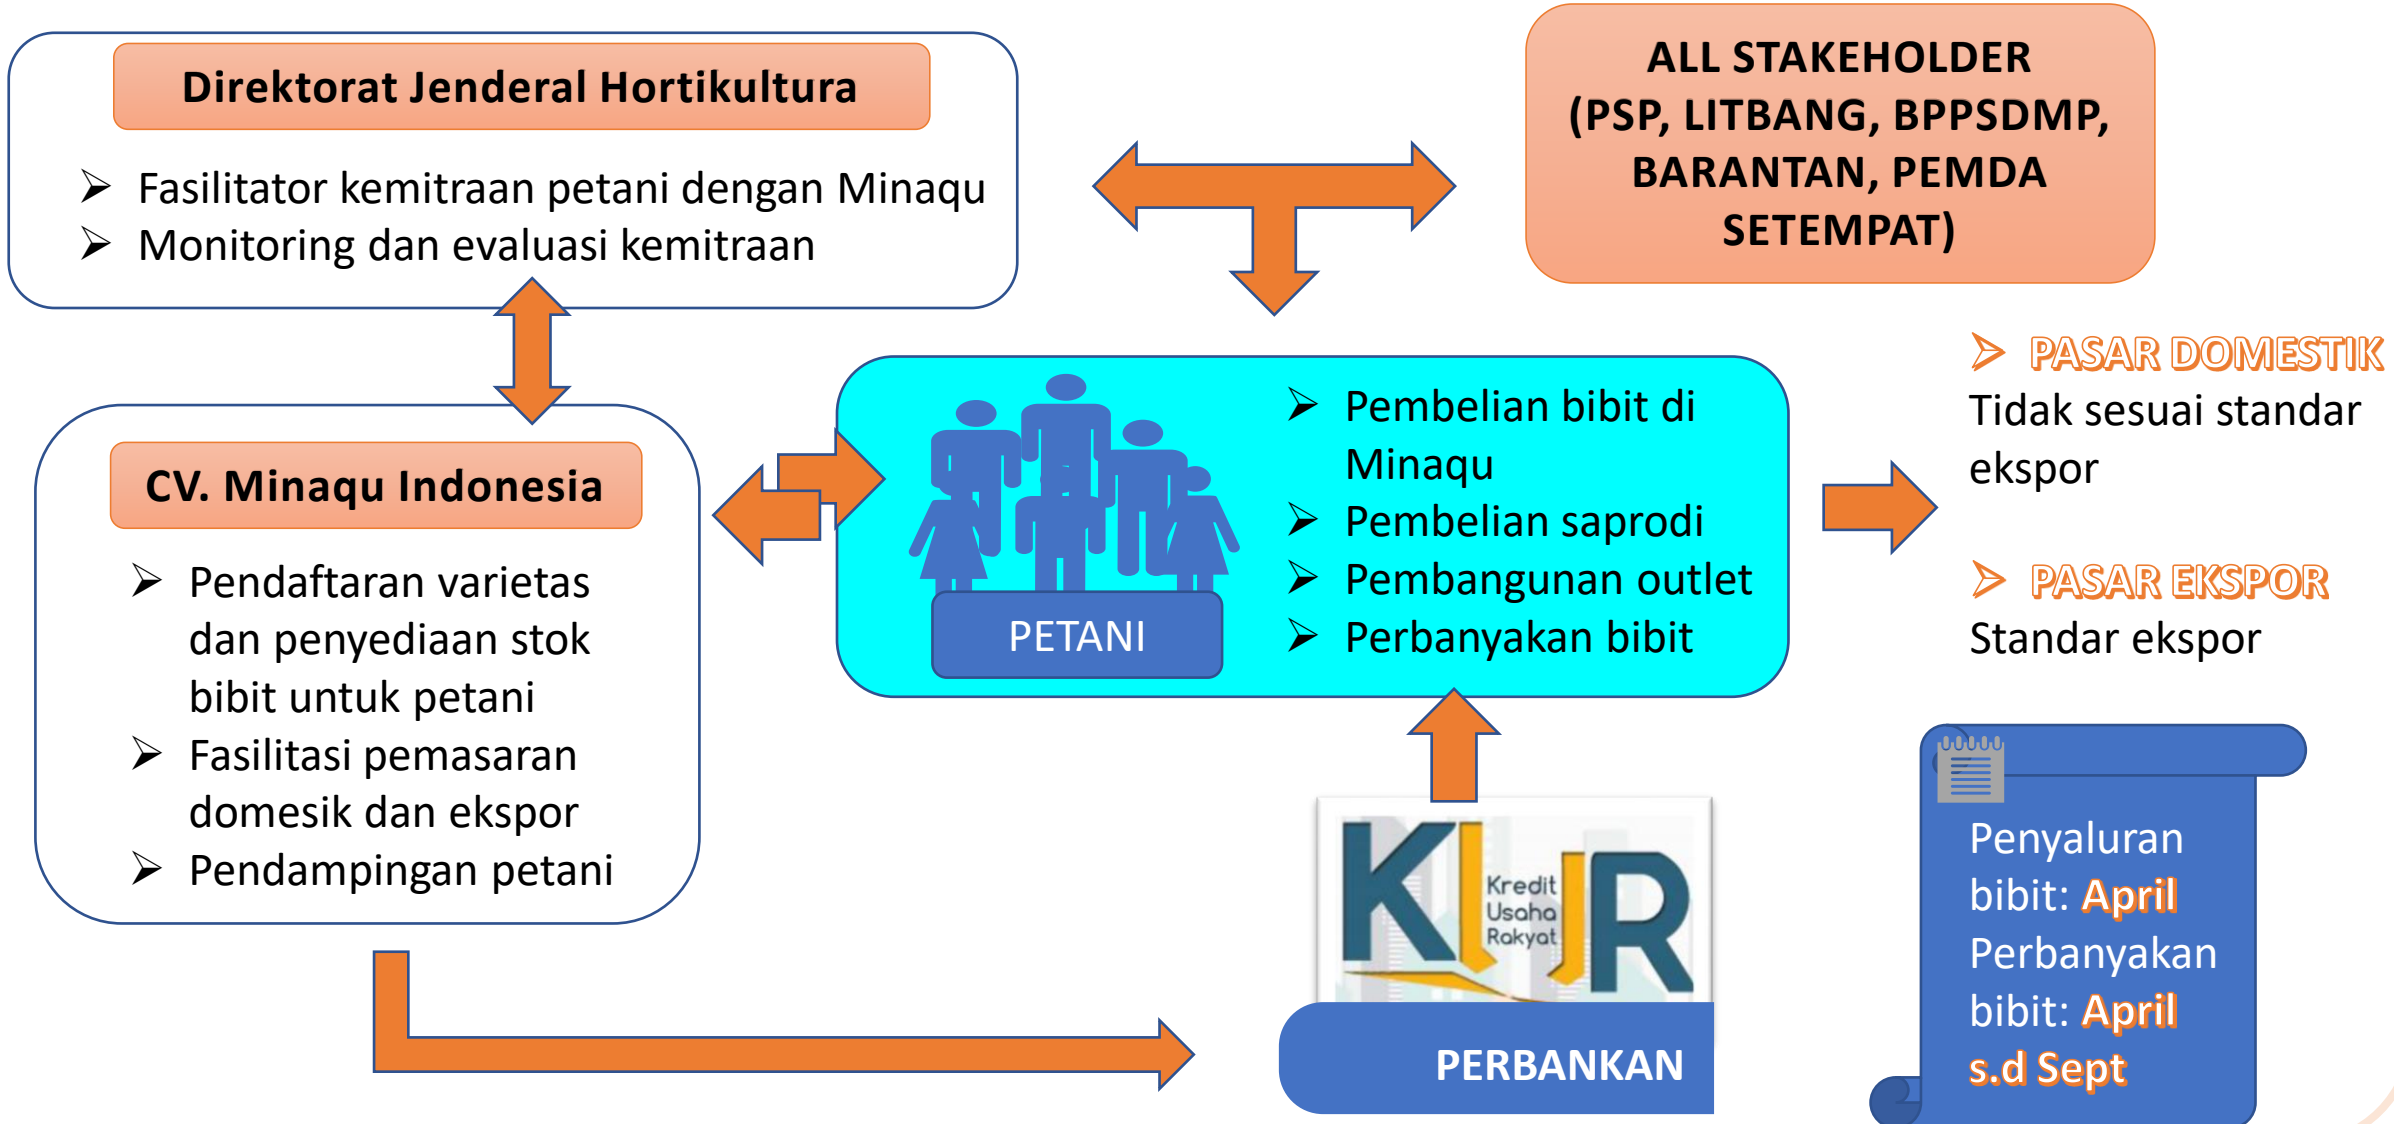 Direktorat Jenderal Hortikultura
➢ Fasilitator kemitraan petani dengan Minaqu
➢ Monitoring dan evaluasi kemitraan
ALL STAKEHOLDER
(PSP, LITBANG, BPPSDMP,
BARANTAN, PEMDA
SETEMPAT)
CV. Minaqu Indonesia
➢ Pendaftaran varietas
dan penyediaan stok
bibit untuk petani
➢ Fasilitasi pemasaran
domesik dan ekspor
➢ Pendampingan petani
PETANI
➢ Pembelian bibit di
Minaqu
➢ Pembelian saprodi
➢ Pembangunan outlet
➢ Perbanyakan bibit
➢ PASAR DOMESTIK
Tidak sesuai standar
ekspor
➢ PASAR EKSPOR
Standar ekspor
KUR
Kredit
Usaha
Rakyat
PERBANKAN
Penyaluran
bibit: April
Perbanyakan
bibit: April
s.d Sept